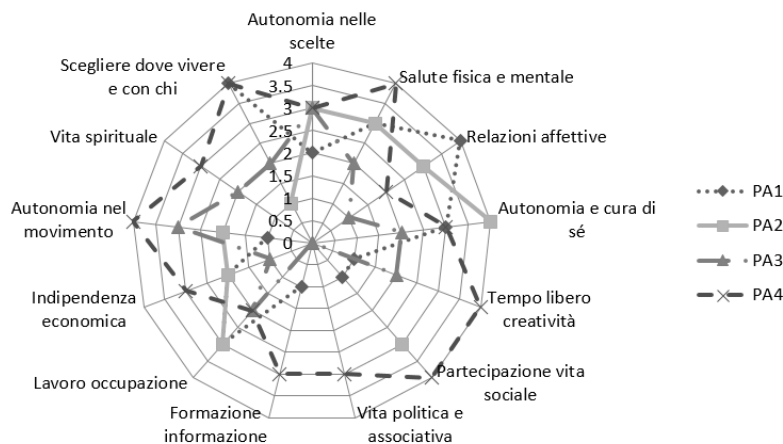 Autonomia nelle
scelte
Salute fisica e mentale
Relazioni affettive
Autonomia e cura di
sé
Tempo libero
creatività
Partecipazione vita
sociale
Vita politica e
associativa
Formazione
informazione
Lavoro occupazione
Indipendenza
economica
Autonomia nel
movimento
Vita spirituale
Scegliere dove vivere
e con chi
4
3.5
3
2.5
2
1.5
1
0.5
0
PA1
PA2
PA3
PA4